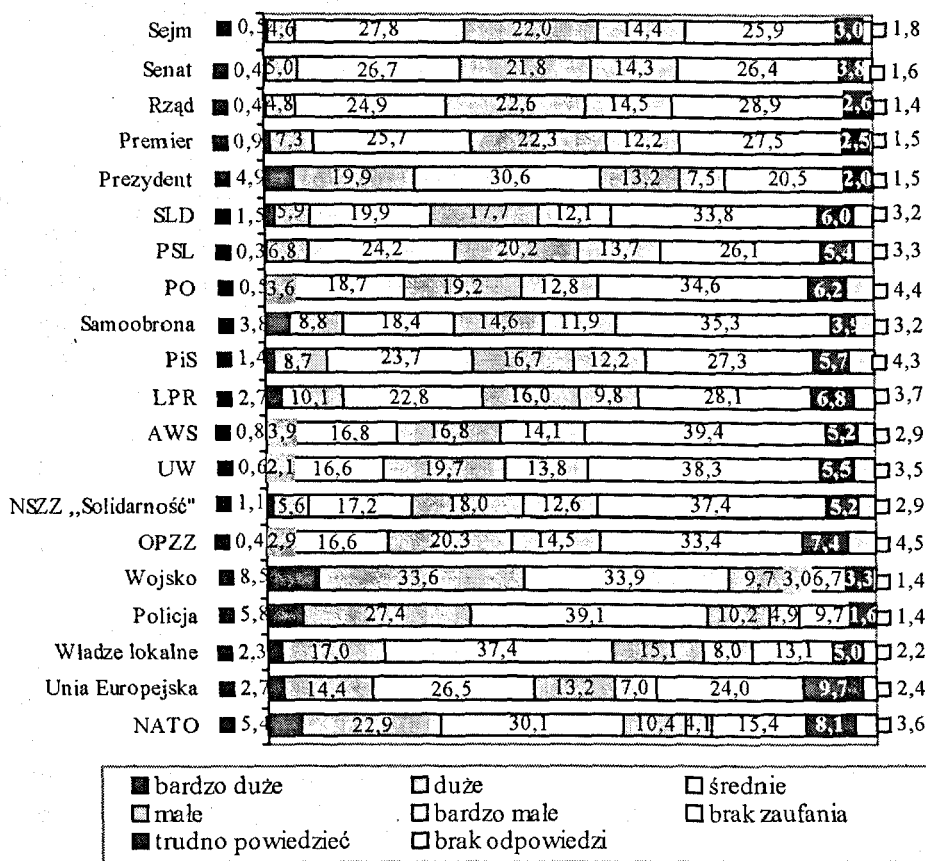 Sejm 0,5 4,6 27,8 22,0 14,4 25,9 3,0 1,8
Senat 0,4 5,0 26,7 21,8 14,3 26,4 3,8 1,6
Rząd 0,4 4,8 24,9 22,6 14,5 28,9 2,6 1,4
Premier 0,9 7,3 25,7 22,3 12,2 27,5 2,5 1,5
Prezydent 4,9 19,9 30,6 13,2 7,5 20,5 2,0 1,5
SLD 1,5 5,9 19,9 17,7 12,1 33,8 6,0 3,2
PSL 0,3 6,8 24,2 20,2 13,7 26,1 5,4 3,3
PO 0,5 3,6 18,7 19,2 12,8 34,6 6,2 4,4
Samoobrona 3,8 8,8 18,4 14,6 11,9 35,3 3,9 3,2
PiS 1,4 8,7 23,7 16,7 12,2 27,3 5,7 4,3
LPR 2,7 10,1 22,8 16,0 9,8 28,1 6,8 3,7
AWS 0,8 3,9 16,8 16,8 14,1 39,4 5,2 2,9
UW 0,6 2,1 16,6 19,7 13,8 38,3 5,5 3,5
NSZZ ,,Solidarność" 1,1 5,6 17,2 18,0 12,6 37,4 5,2 2,9
OPZZ 0,4 2,9 16,6 20,3 14,5 33,4 7,4 4,5
Wojsko 8,5 33,6 33,9 9,7 3,0 6,7 3,3 1,4
Policja 5,8 27,4 39,1 10,2 4,9 9,7 1,6 1,4
Władze lokalne 2,3 17,0 37,4 15,1 8,0 13,1 5,0 2,2
Unia Europejska 2,7 14,4 26,5 13,2 7,0 24,0 9,7 2,4
NATO 5,4 22,9 30,1 10,4 4,1 15,4 8,1 3,6
bardzo duże duże średnie
małe bardzo małe brak zaufania
trudno powiedzieć brak odpowiedzi